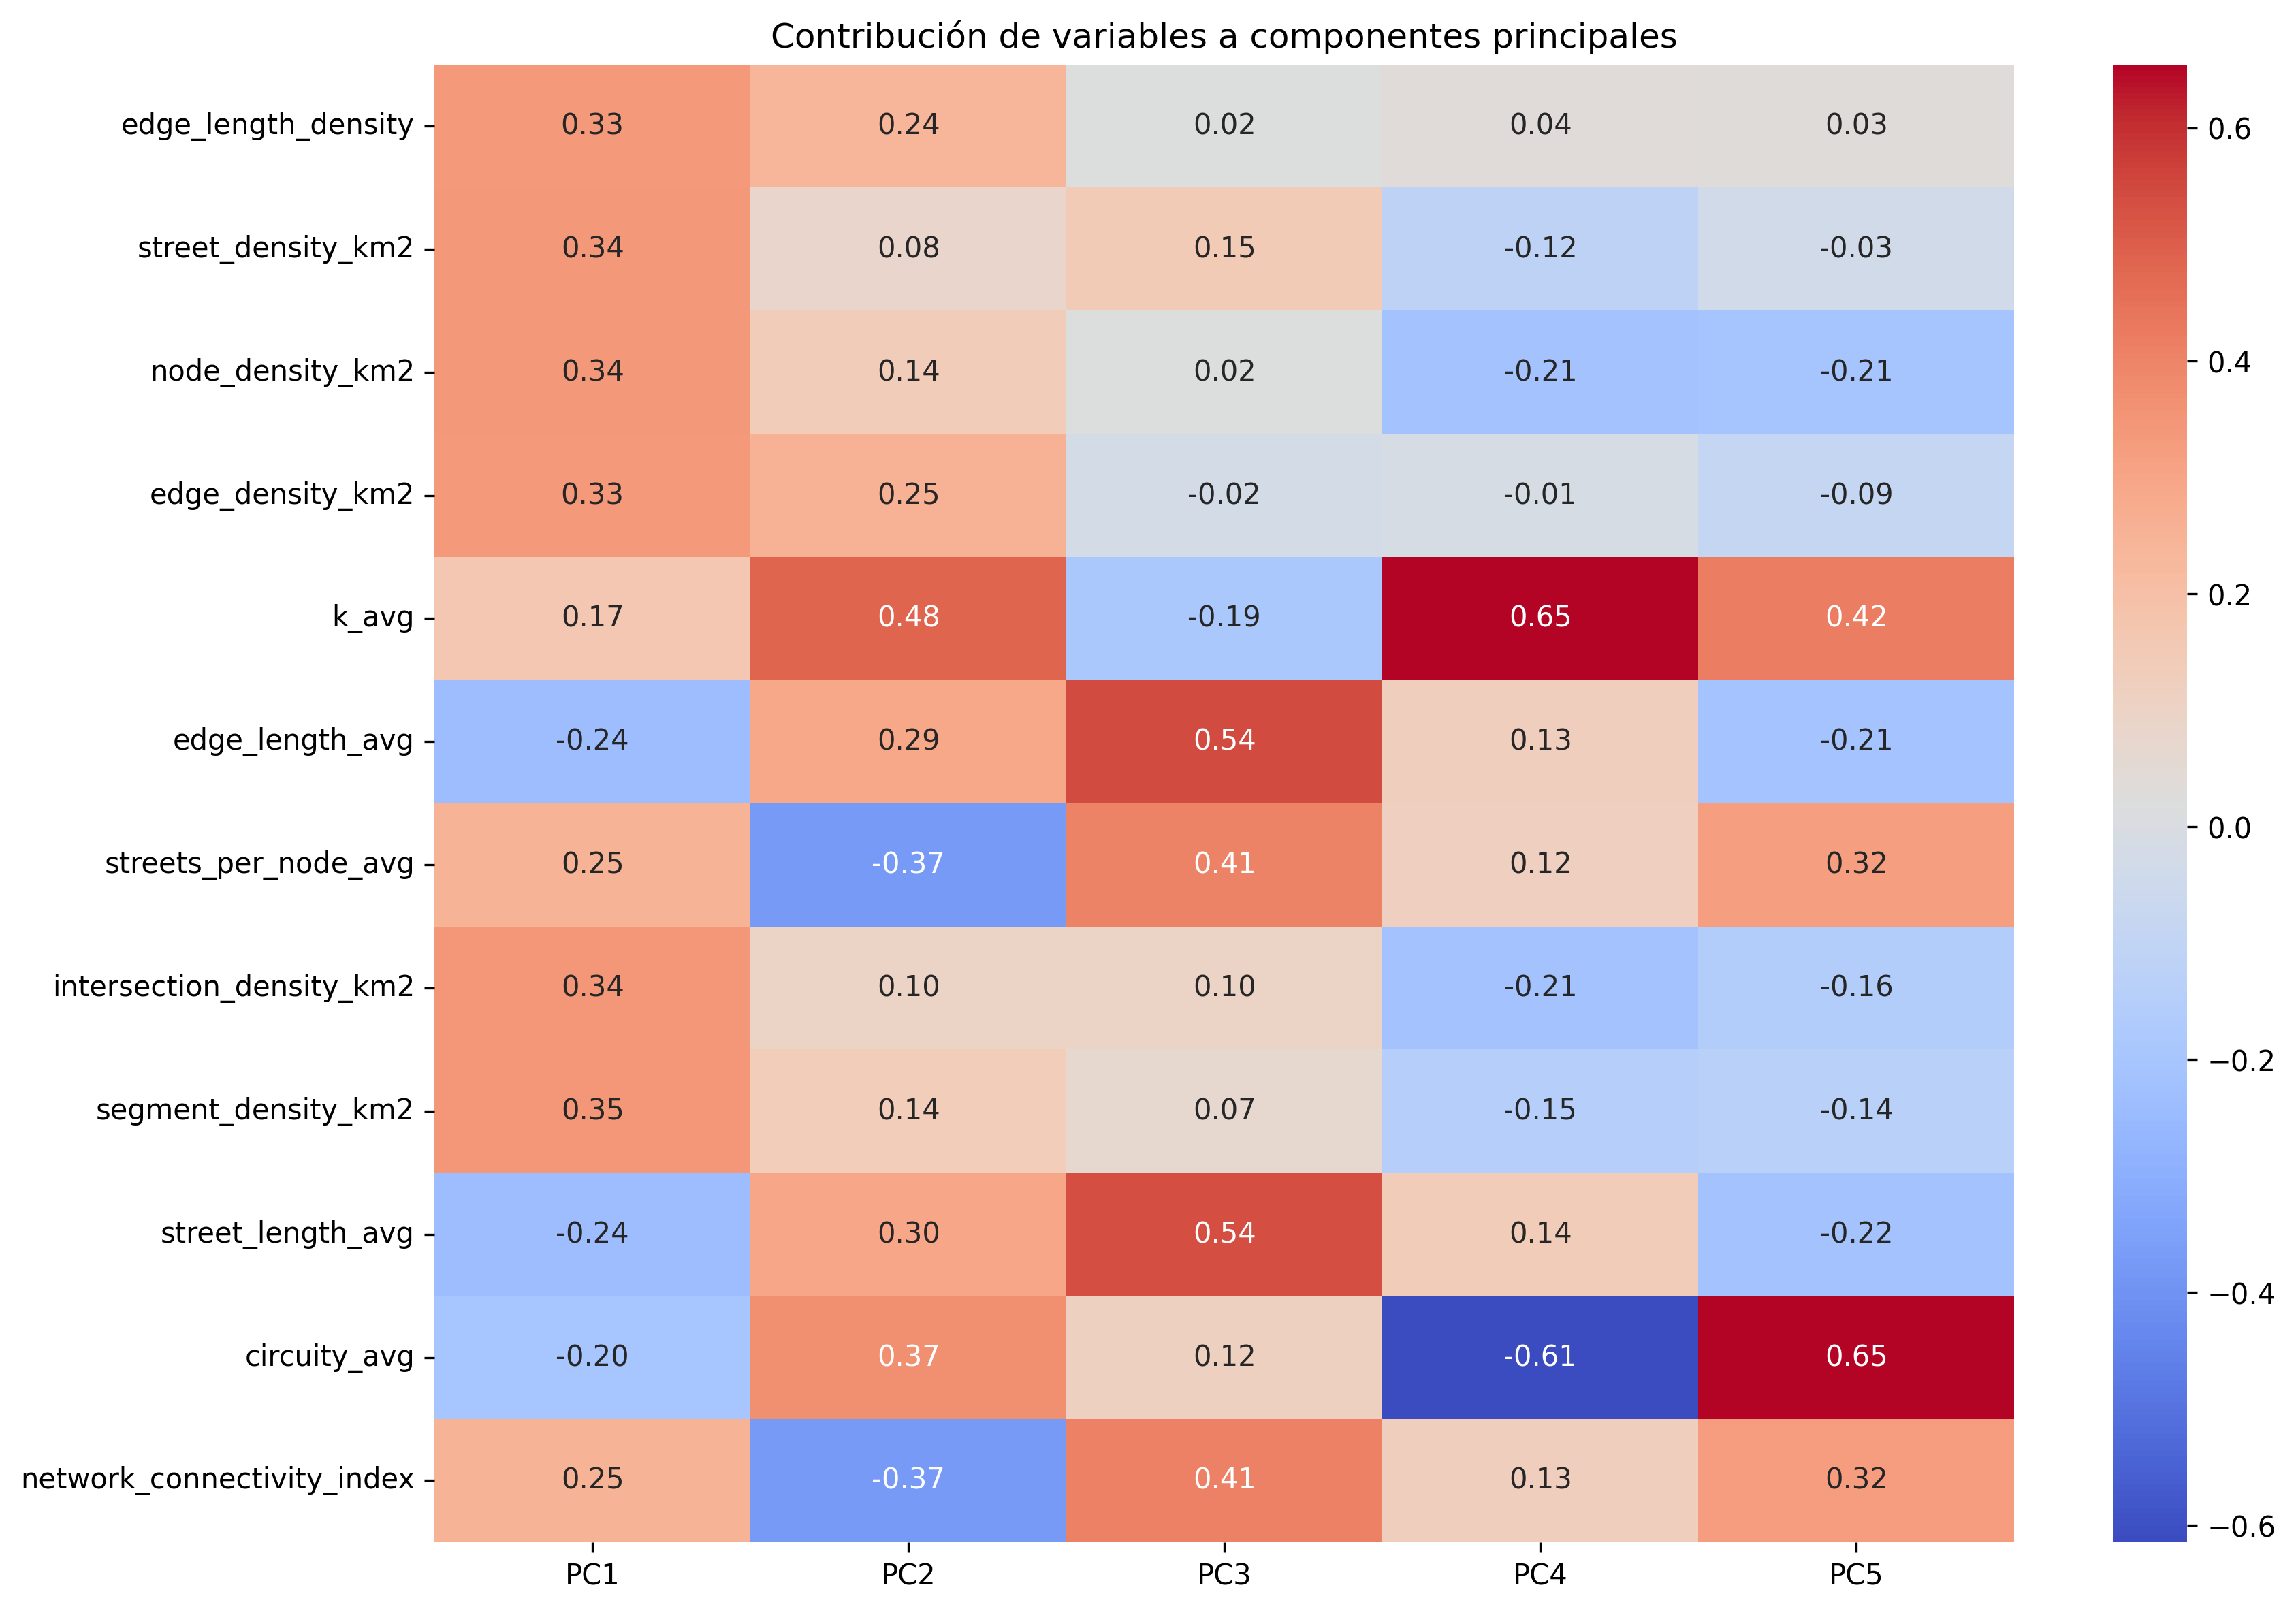 Contribución de variables a componentes principales
edge_length_density 0.33 0.24 0.02 0.04 0.03
street_density_km2 0.34 0.08 0.15 -0.12 -0.03
node_density_km2 0.34 0.14 0.02 -0.21 -0.21
edge_density_km2 0.33 0.25 -0.02 -0.01 -0.09
k_avg 0.17 0.48 -0.19 0.65 0.42
edge_length_avg -0.24 0.29 0.54 0.13 -0.21
streets_per_node_avg 0.25 -0.37 0.41 0.12 0.32
intersection_density_km2 0.34 0.10 0.10 -0.21 -0.16
segment_density_km2 0.35 0.14 0.07 -0.15 -0.14
street_length_avg -0.24 0.30 0.54 0.14 -0.22
circuity_avg -0.20 0.37 0.12 -0.61 0.65
network_connectivity_index 0.25 -0.37 0.41 0.13 0.32
PC1 PC2 PC3 PC4 PC5
0.6
0.4
0.2
0.0
−0.2
−0.4
−0.6